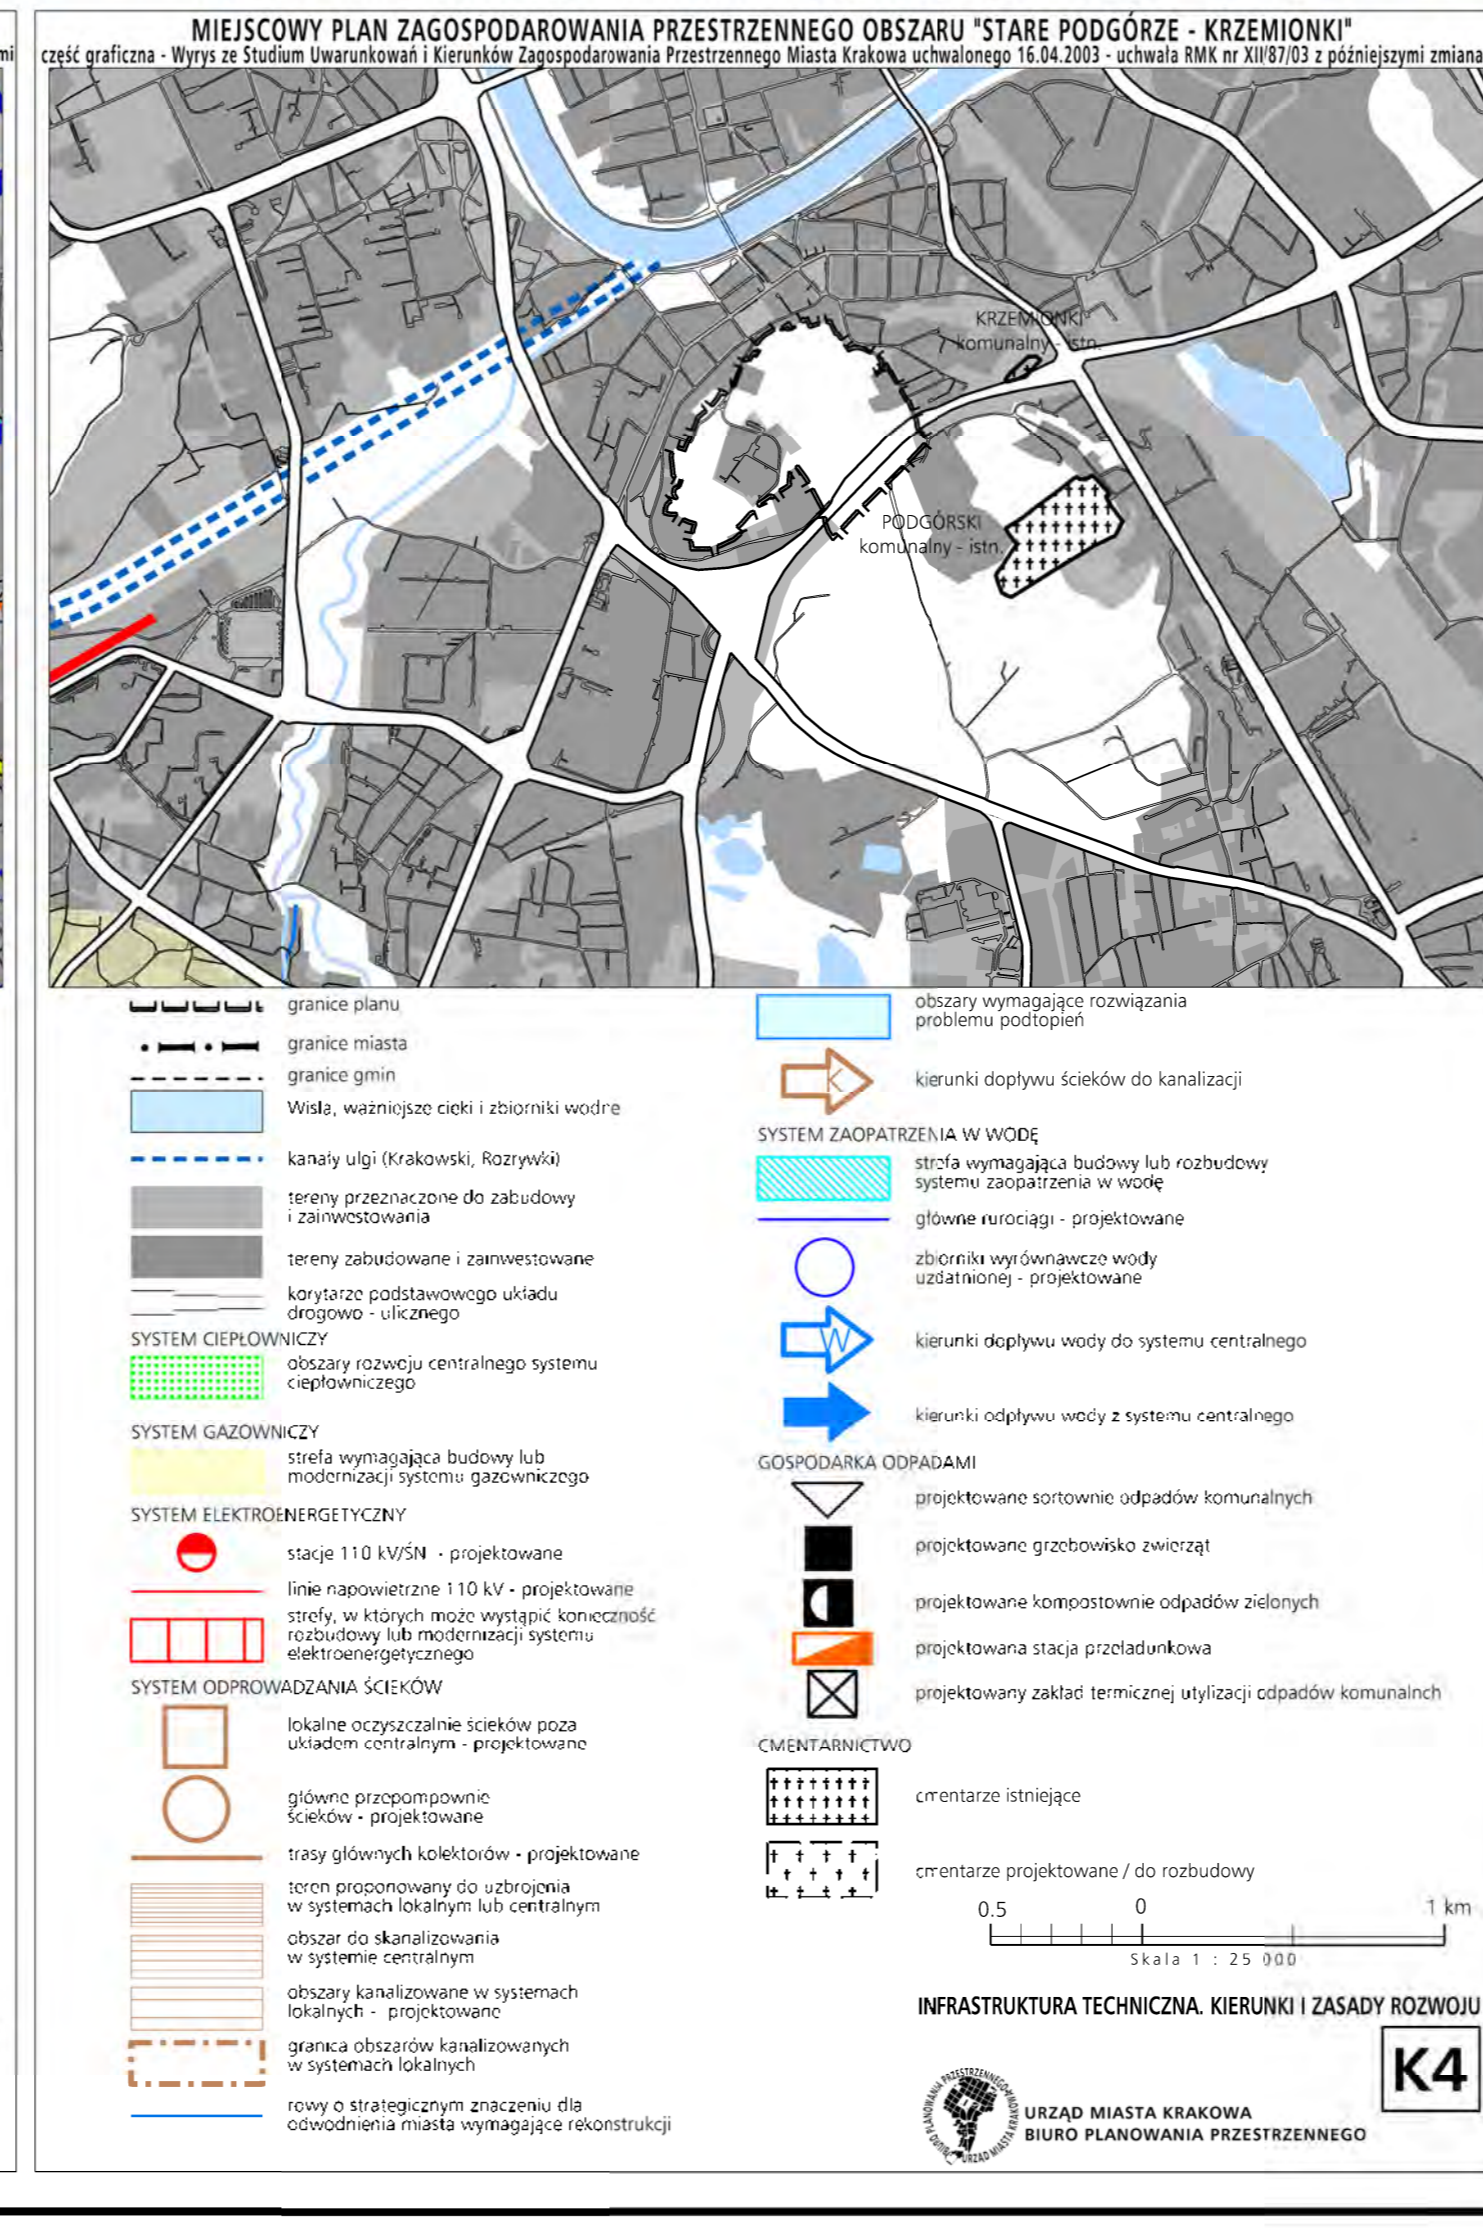 MIEJSCOWY PLAN ZAGOSPODAROWANIA PRZESTRZENNEGO OBSZARU "STARE PODGÓRZE - KRZEMIONKI"
część graficzna - Wyrys ze Studium Uwarunkowań i Kierunków Zagospodarowania Przestrzennego Miasta Krakowa uchwalonego 16.04.2003 - uchwała RMK nr XII/87/03 z późniejszymi zmiana
mi
KRZEMIONKI
komunalny - istn.
PODGÓRSKI
komunalny - istn.
granice planu
granice miasta
granice gmin
Wisła, ważniejsze cieki i zbiorniki wodne
kanały ulgi (Krakowski, Rozrywki)
tereny przeznaczone do zabudowy
i zainwestowania
tereny zabudowane i zainwestowane
korytarze podstawowego układu
drogowo - ulicznego
SYSTEM CIEPŁOWNICZY
obszary rozwoju centralnego systemu
ciepłowniczego
SYSTEM GAZOWNICZY
strefa wymagająca budowy lub
modernizacji systemu gazowniczego
SYSTEM ELEKTROENERGETYCZNY
stacje 110 kV/ŚN - projektowane
linie napowietrzne 110 kV - projektowane
strefy, w których może wystąpić konieczność
rozbudowy lub modernizacji systemu
elektroenergetycznego
SYSTEM ODPROWADZANIA ŚCIEKÓW
lokalne oczyszczalnie ścieków poza
układem centralnym - projektowane
główne przepompownie
ścieków - projektowane
trasy głównych kolektorów - projektowane
teren proponowany do uzbrojenia
w systemach lokalnym lub centralnym
obszar do skanalizowania
w systemie centralnym
obszary kanalizowane w systemach
lokalnych - projektowane
granica obszarów kanalizowanych
w systemach lokalnych
rowy o strategicznym znaczeniu dla
odwodnienia miasta wymagające rekonstrukcji
obszary wymagające rozwiązania
problemu podtopień
K
kierunki dopływu ścieków do kanalizacji
SYSTEM ZAOPATRZENIA W WODĘ
strefa wymagająca budowy lub rozbudowy
systemu zaopatrzenia w wodę
główne rurociągi - projektowane
zbiorniki wyrównawcze wody
uzdatnionej - projektowane
W
kierunki dopływu wody do systemu centralnego
kierunki odpływu wody z systemu centralnego
GOSPODARKA ODPADAMI
projektowane sortownie odpadów komunalnych
projektowane grzebowisko zwierząt
projektowane kompostownie odpadów zielonych
projektowana stacja przeładunkowa
projektowany zakład termicznej utylizacji odpadów komunalnch
CMENTARNICTWO
cmentarze istniejące
cmentarze projektowane / do rozbudowy
0.5 0 1 km
Skala 1 : 25 000
INFRASTRUKTURA TECHNICZNA. KIERUNKI I ZASADY ROZWOJU
K4
BIURO PLANOWANIA PRZESTRZENNEGO
URZĄD MIASTA KRAKOWA
URZĄD MIASTA KRAKOWA
BIURO PLANOWANIA PRZESTRZENNEGO